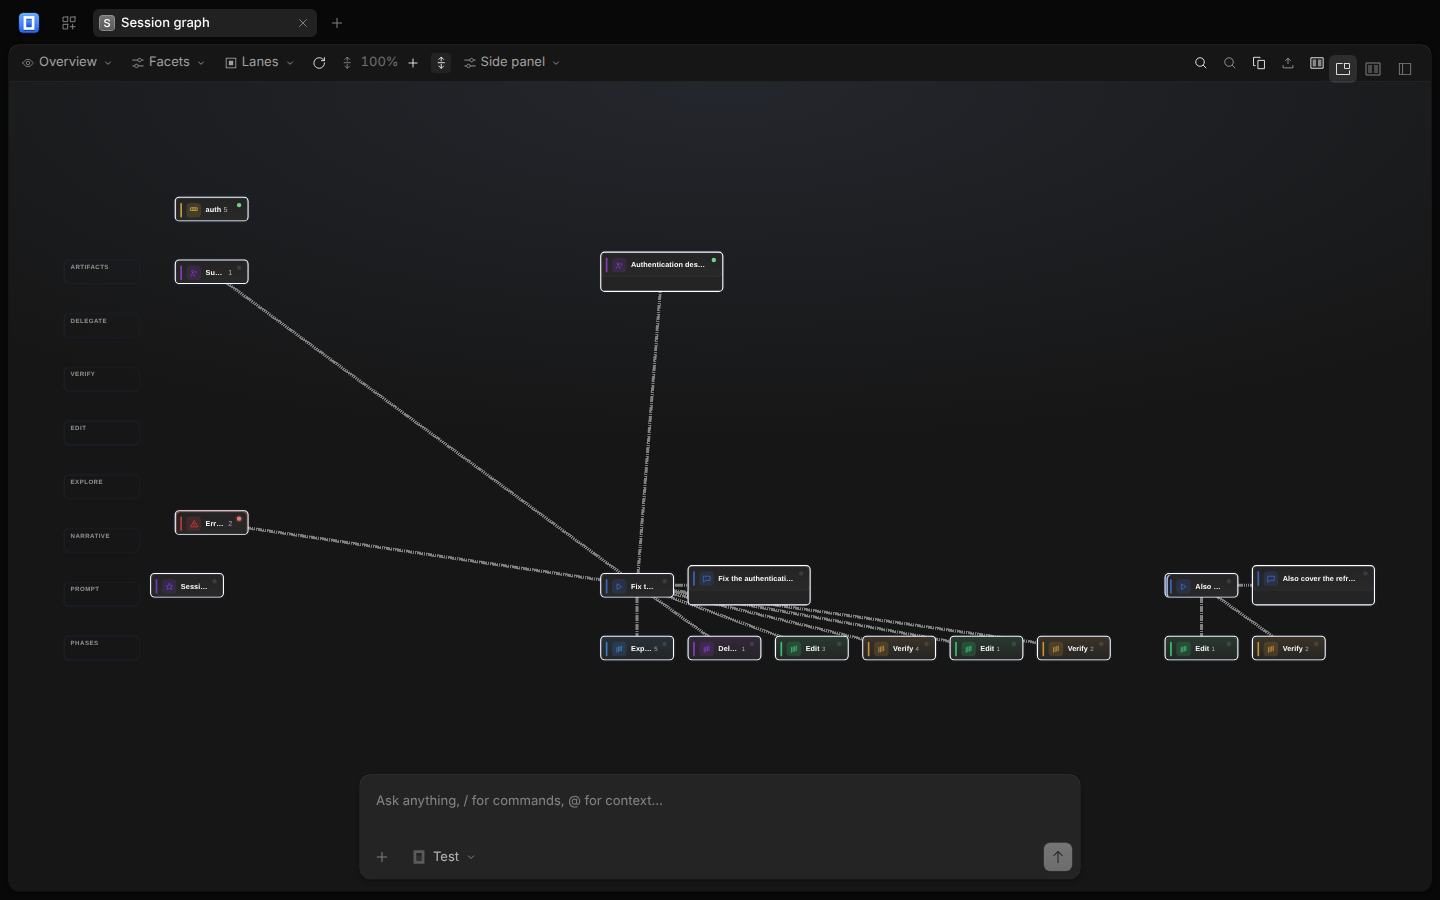 S Session graph
Overview Facets Lanes 100% Side panel
auth 5
ARTIFACTS
Su... 1
Authentication des...
DELEGATE
VERIFY
EDIT
EXPLORE
Err... 2
NARRATIVE
PROMPT
Sessi...
Fix t...
Fix the authenticati...
Also ...
Also cover the refr...
PHASES
Exp... 5
Del... 1
Edit 3
Verify 4
Edit 1
Verify 2
Edit 1
Verify 2
Ask anything, / for commands, @ for context...
Test